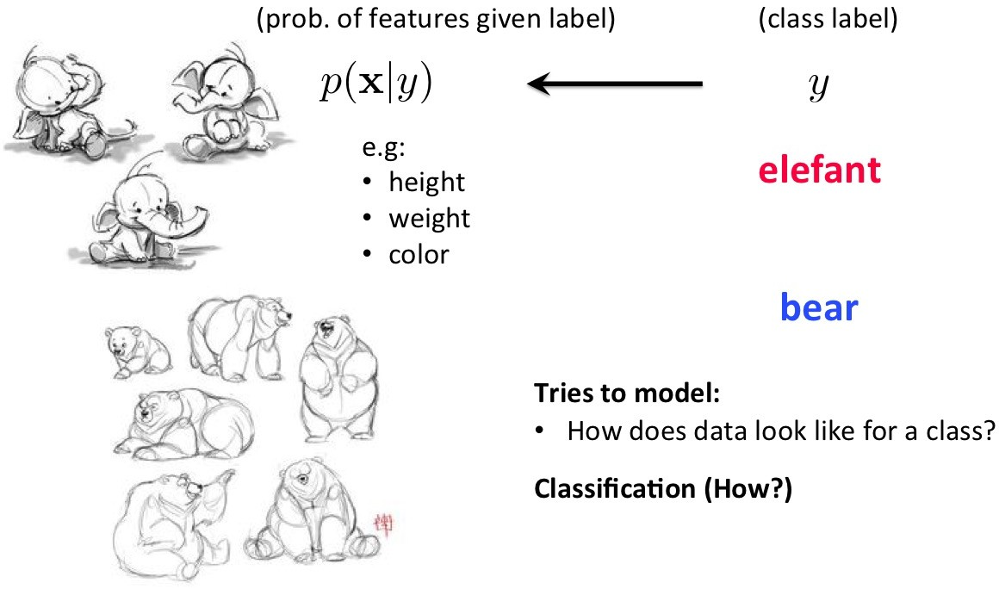 (prob. of features given label)
(class label)
p(x|y)
y
e.g:
• height
• weight
• color
elefant
bear
Tries to model:
• How does data look like for a class?
Classification (How?)